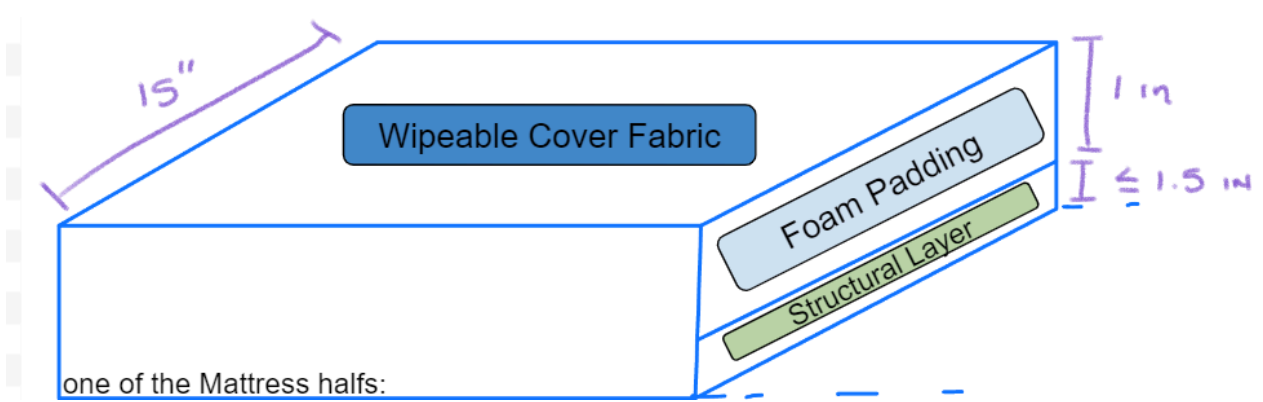 15"
1 in
Wipeable Cover Fabric
Foam Padding
≤ 1.5 in
Structural Layer
one of the Mattress halfs: